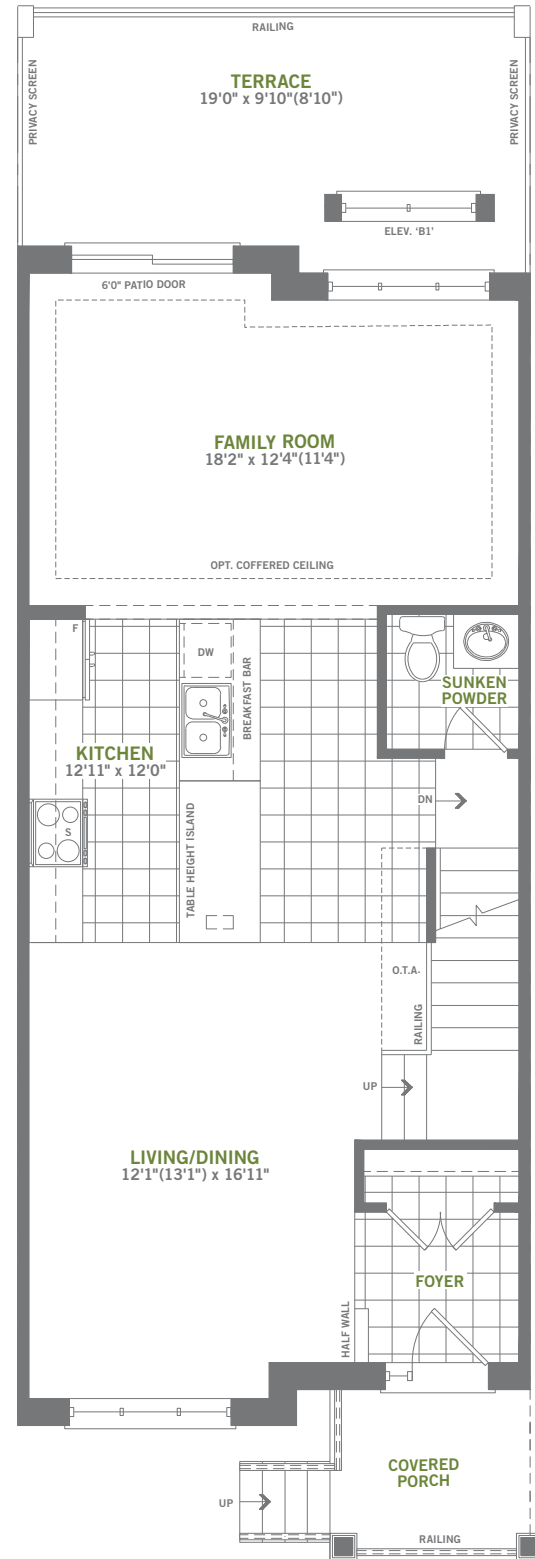 RAILING
PRIVACY SCREEN
PRIVACY SCREEN
TERRACE
19'0" x 9'10"(8'10")
ELEV. 'B1'
6'0" PATIO DOOR
FAMILY ROOM
18'2" x 12'4"(11'4")
OPT. COFFERED CEILING
F
DW
BREAKFAST BAR
SUNKEN
POWDER
KITCHEN
12'11" x 12'0"
DN
S
TABLE HEIGHT ISLAND
O.T.A.
RAILING
UP
LIVING/DINING
12'1"(13'1") x 16'11"
FOYER
HALF WALL
COVERED
PORCH
UP
RAILING